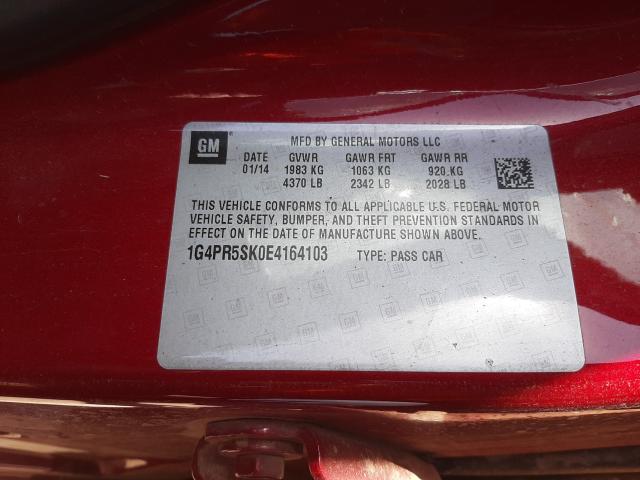 GM
MFD BY GENERAL MOTORS LLC
DATE GVWR GAWR FRT GAWR RR
01/14 1983 KG 1063 KG 920 KG
4370 LB 2342 LB 2028 LB
THIS VEHICLE CONFORMS TO ALL APPLICABLE U.S. FEDERAL MOTOR
VEHICLE SAFETY, BUMPER, AND THEFT PREVENTION STANDARDS IN
EFFECT ON THE DATE OF MANUFACTURE SHOWN ABOVE.
1G4PR5SK0E4164103 TYPE: PASS CAR